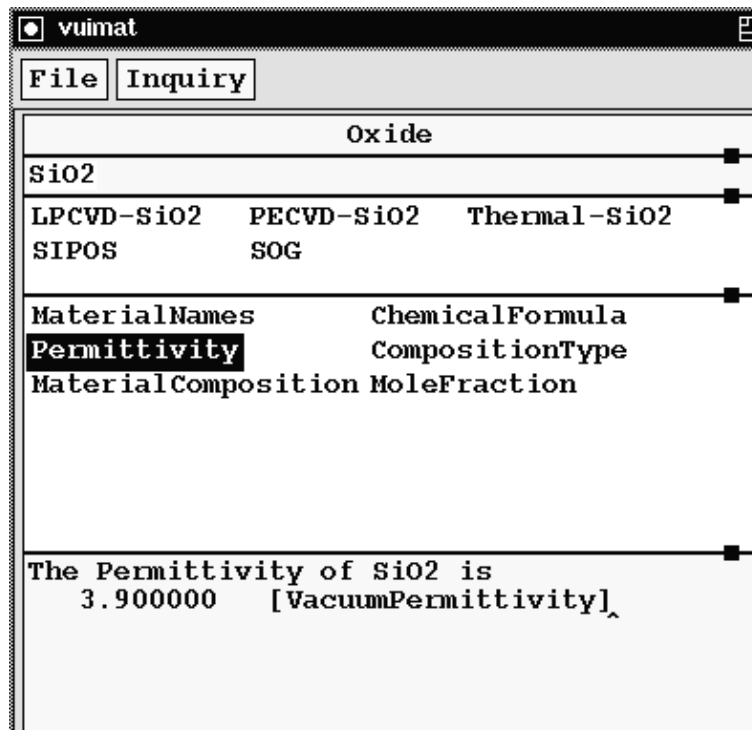 vuimat
File Inquiry
Oxide
SiO2
LPCVD-SiO2 PECVD-SiO2 Thermal-SiO2
SIPOS SOG
MaterialNames ChemicalFormula
Permittivity CompositionType
MaterialComposition MoleFraction
The Permittivity of SiO2 is
3.900000 [VacuumPermittivity]^